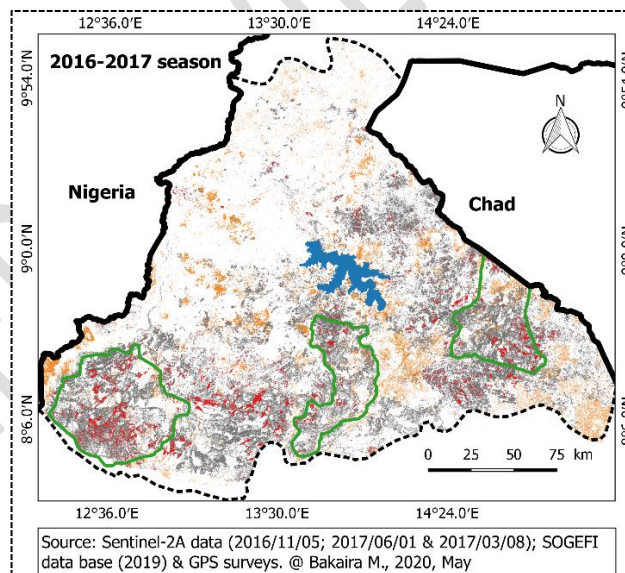 12°36.0'E 13°30.0'E 14°24.0'E
2016-2017 season
9°54.0'N
N
Nigeria
Chad
9°0.0'N
8°6.0'N
0 25 50 75 km
12°36.0'E 13°30.0'E 14°24.0'E
Source: Sentinel-2A data (2016/11/05; 2017/06/01 & 2017/03/08); SOGEFI
data base (2019) & GPS surveys. @ Bakaira M., 2020, May